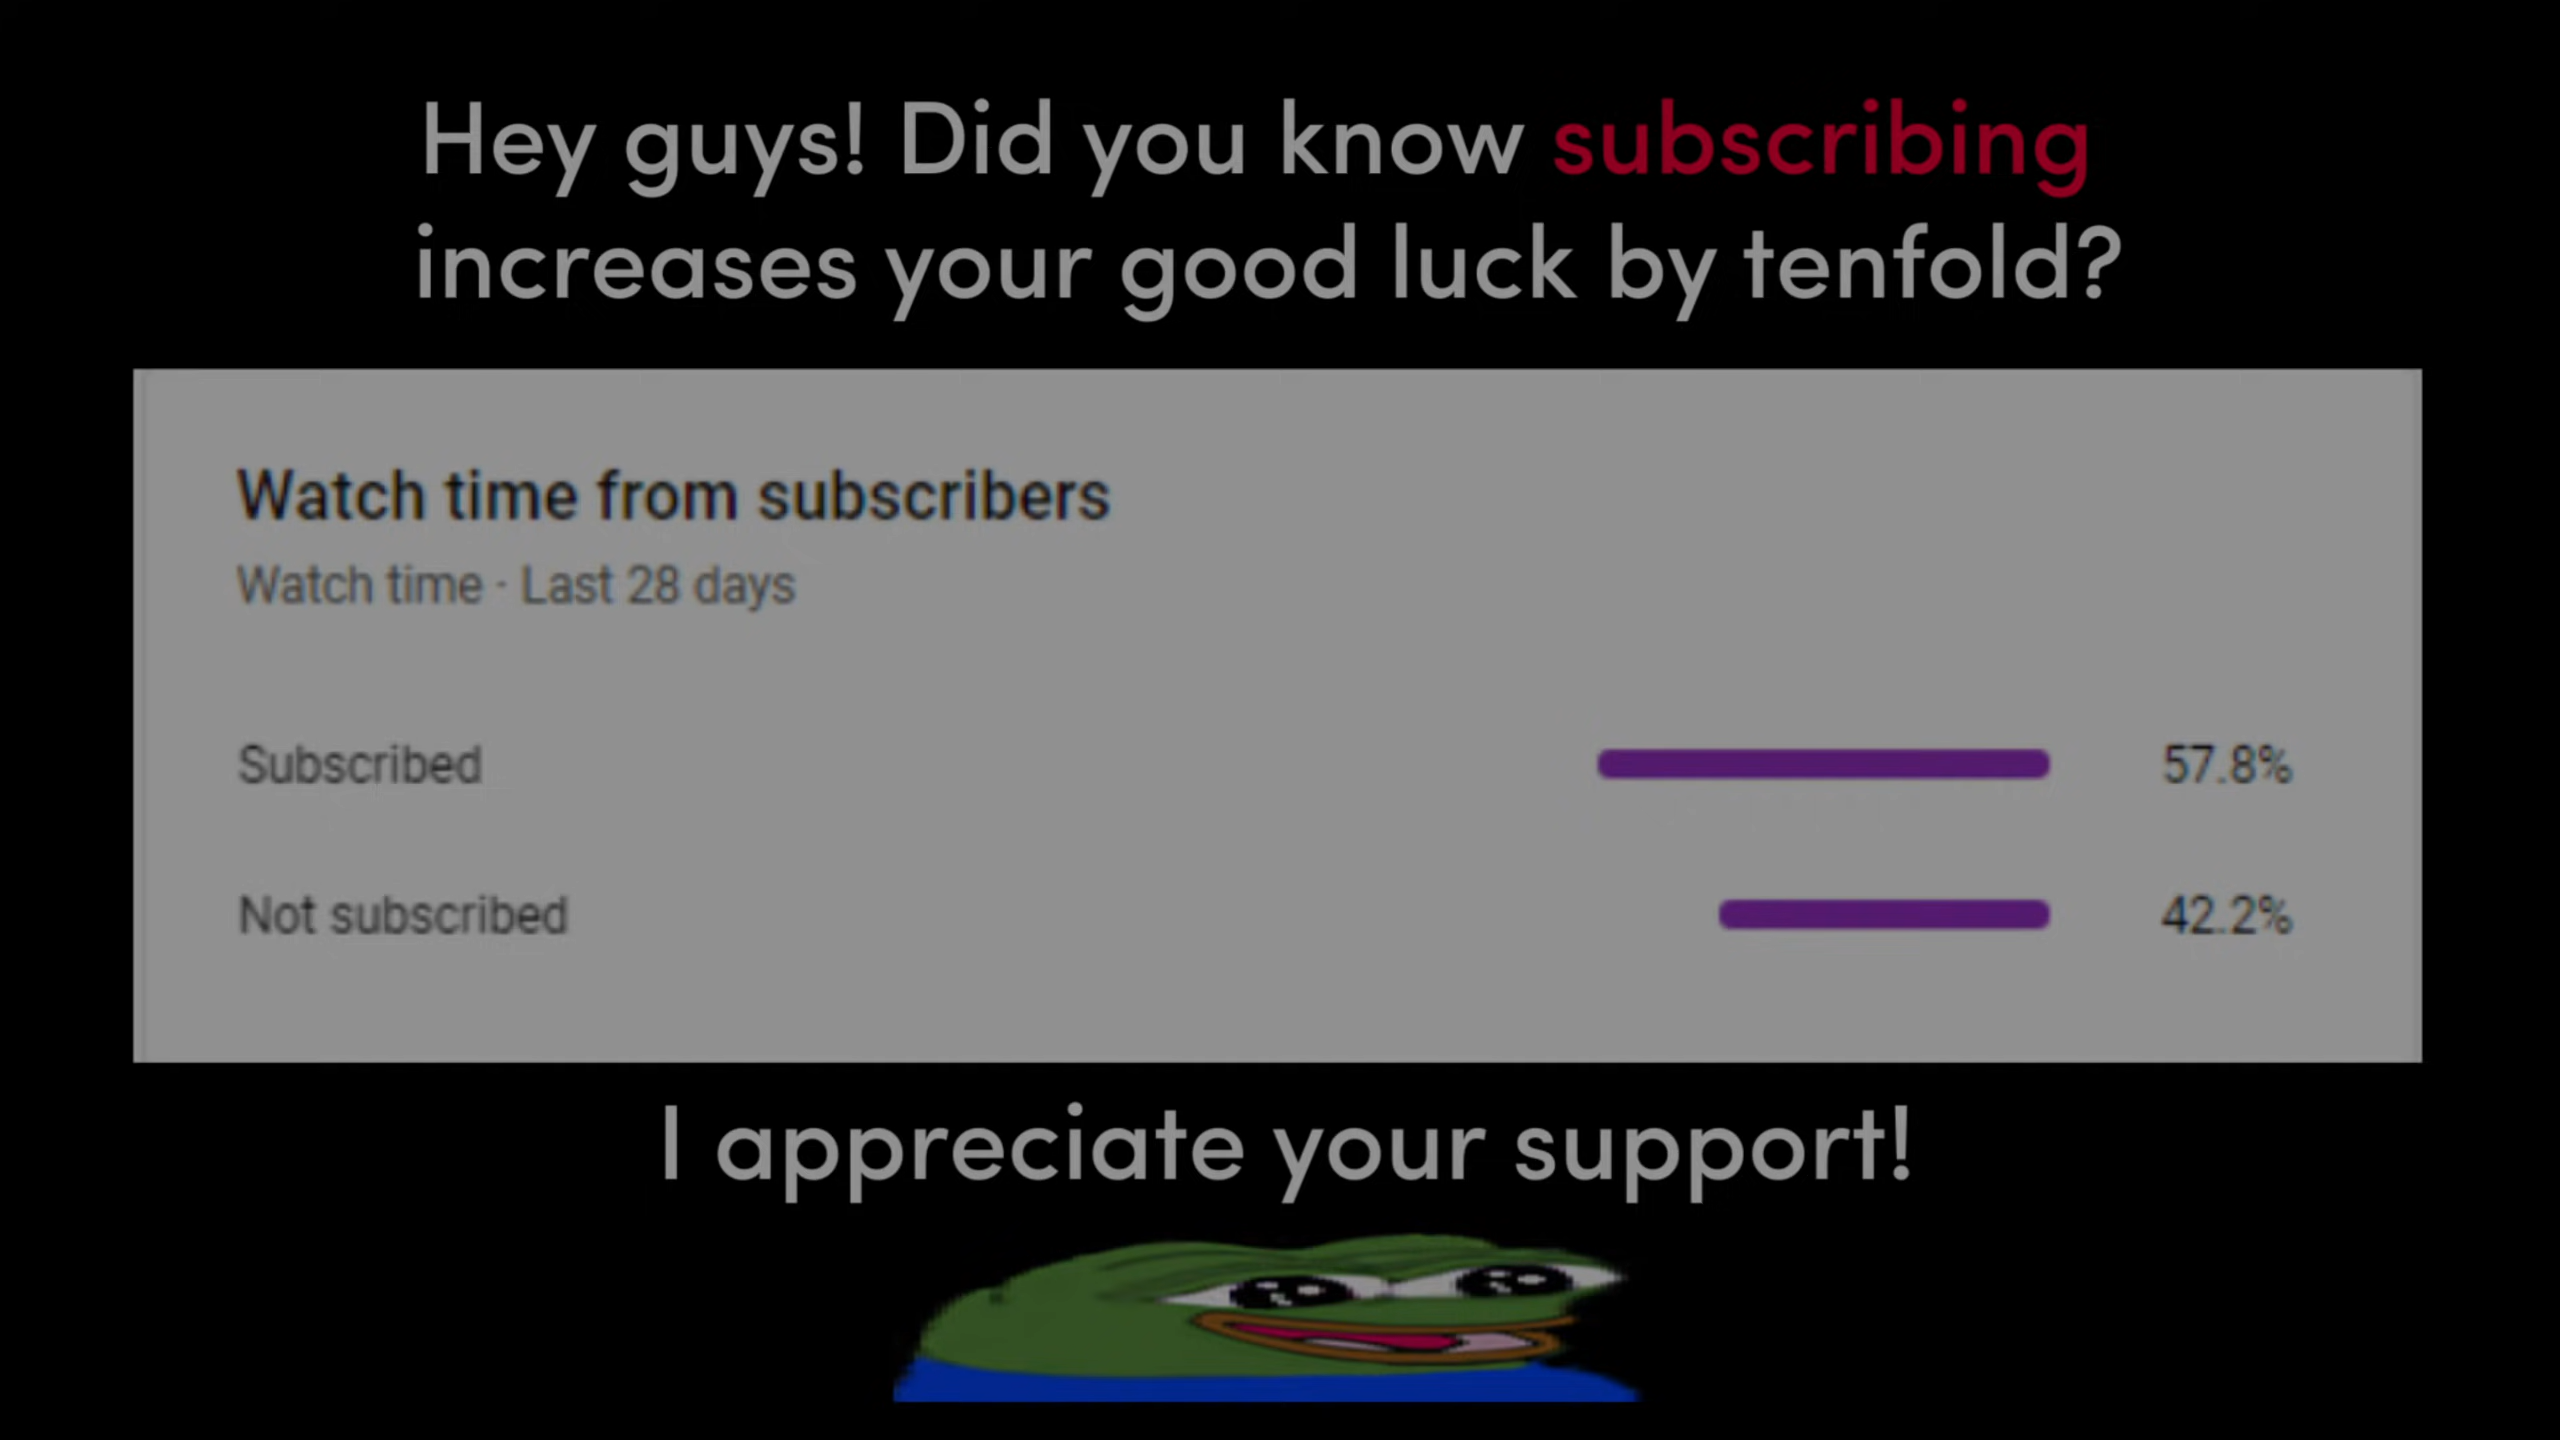 Hey guys! Did you know subscribing
increases your good luck by tenfold?
Watch time from subscribers
Watch time · Last 28 days
Subscribed 57.8%
Not subscribed 42.2%
I appreciate your support!